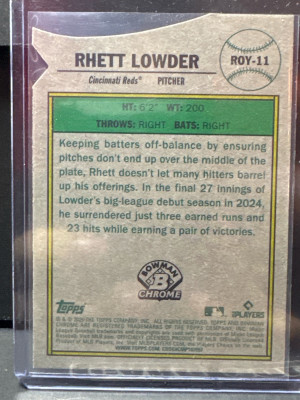 RHETT LOWDER
ROY-11
Cincinnati Reds® PITCHER
HT: 6'2" WT: 200
THROWS: RIGHT BATS: RIGHT
Keeping batters off-balance by ensuring
pitches don't end up over the middle of the
plate, Rhett doesn't let many hitters barrel
up his offerings. In the final 27 innings of
Lowder's big-league debut season in 2024,
he surrendered just three earned runs and
23 hits while earning a pair of victories.
BOWMAN
B
CHROME
Topps
PLAYERS